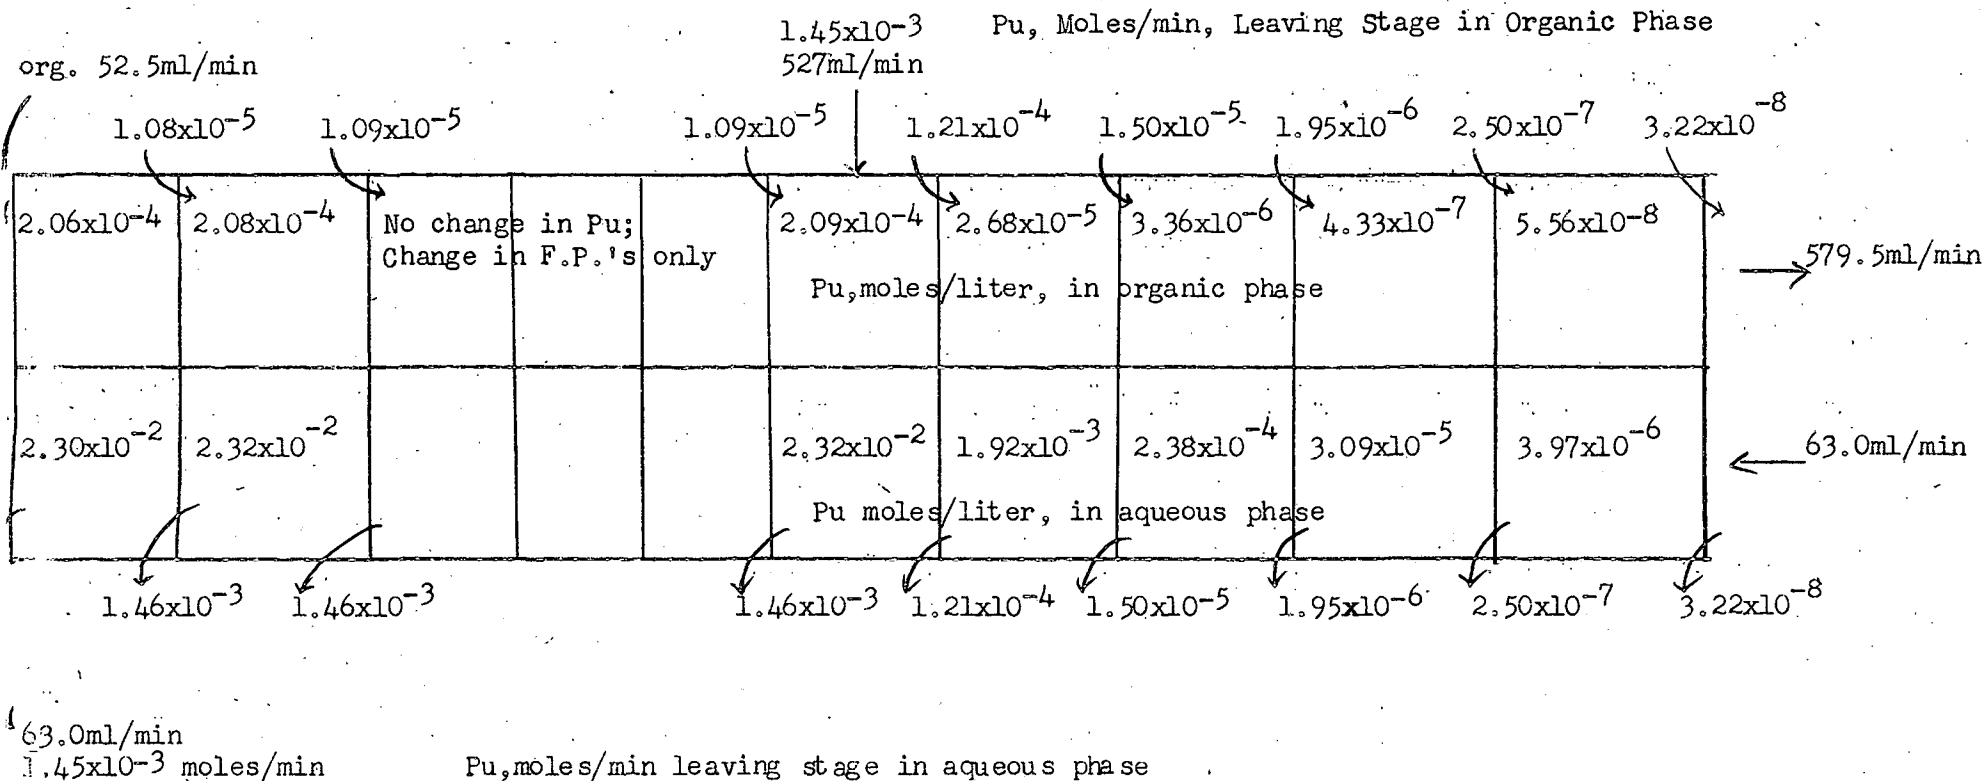 1.45x10-3 Pu, Moles/min, Leaving Stage in Organic Phase
org. 52.5ml/min 527ml/min
1.08x10-5 1.09x10-5 1.09x10-5 1.21x10-4 1.50x10-5 1.95x10-6 2.50x10-7 3.22x10-8
2.06x10-4 2.08x10-4 No change in Pu; 2.09x10-4 2.68x10-5 3.36x10-6 4.33x10-7 5.56x10-8
Change in F.P.'s only 579.5ml/min
Pu,moles/liter, in organic phase
2.30x10-2 2.32x10-2 2.32x10-2 1.92x10-3 2.38x10-4 3.09x10-5 3.97x10-6 63.0ml/min
Pu moles/liter, in aqueous phase
1.46x10-3 1.46x10-3 1.46x10-3 1.21x10-4 1.50x10-5 1.95x10-6 2.50x10-7 3.22x10-8
63.0ml/min
1.45x10-3 moles/min Pu,moles/min leaving stage in aqueous phase